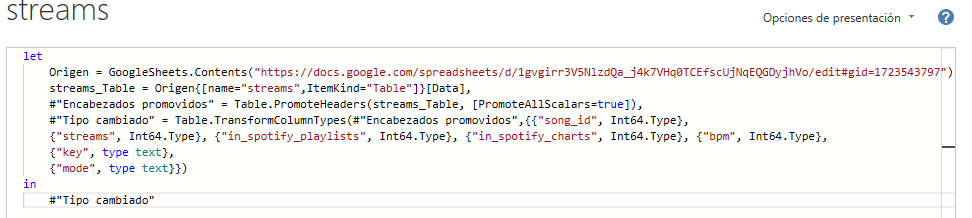 streams
Opciones de presentación
let
Origen = GoogleSheets.Contents("https://docs.google.com/spreadsheets/d/1gvgirr3V5NlzdQa_j4k7VHq0TCEfscUjNqEQGDyjhVo/edit#gid=1723543797")
streams_Table = Origen{[name="streams",ItemKind="Table"]}[Data],
#"Encabezados promovidos" = Table.PromoteHeaders(streams_Table, [PromoteAllScalars=true]),
#"Tipo cambiado" = Table.TransformColumnTypes(#"Encabezados promovidos",{{"song_id", Int64.Type},
{"streams", Int64.Type}, {"in_spotify_playlists", Int64.Type}, {"in_spotify_charts", Int64.Type}, {"bpm", Int64.Type},
{"key", type text},
{"mode", type text}})
in
#"Tipo cambiado"